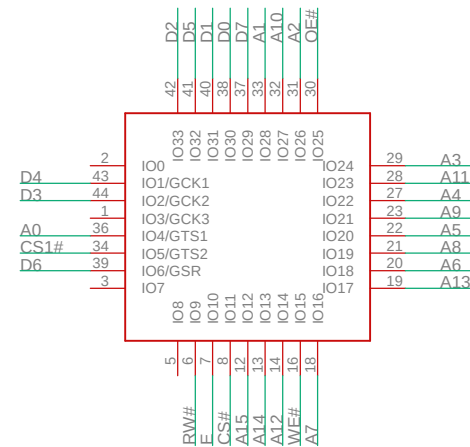 D2 D5 D1 D0 D7 A1 A10 A2 OE#
42 41 40 38 37 33 32 31 30
IO33 IO32 IO31 IO30 IO29 IO28 IO27 IO26 IO25
2 IO0 IO24 29 A3
D4 43 IO1/GCK1 IO23 28 A11
D3 44 IO2/GCK2 IO22 27 A4
1 IO3/GCK3 IO21 23 A9
A0 36 IO4/GTS1 IO20 22 A5
CS1# 34 IO5/GTS2 IO19 21 A8
D6 39 IO6/GSR IO18 20 A6
3 IO7 IO17 19 A13
IO8 IO9 IO10 IO11 IO12 IO13 IO14 IO15 IO16
5 6 7 8 12 13 14 16 18
RW# E CS# A15 A14 A12 WE# A7